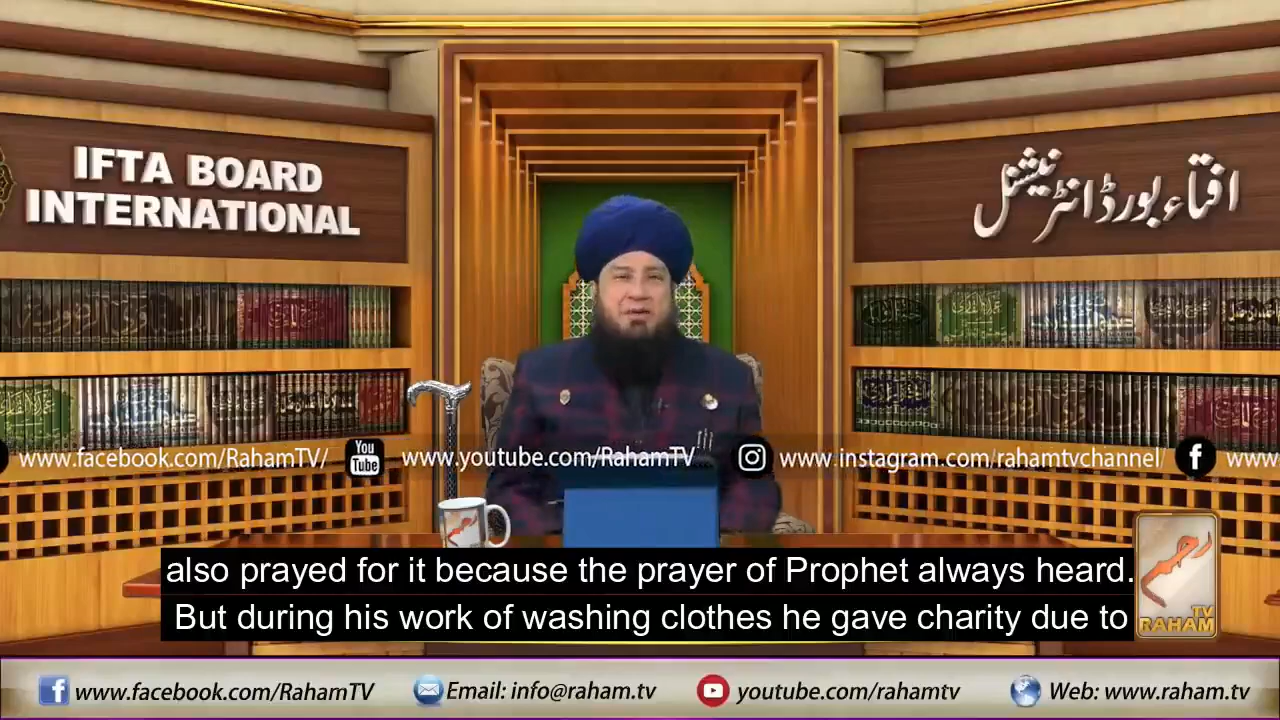 IFTA BOARD
INTERNATIONAL
افتاء بورڈ انٹرنیشنل
www.facebook.com/RahamTV/
You
Tube
www.youtube.com/RahamTV
www.instagram.com/rahamtvchannel/
www
also prayed for it because the prayer of Prophet always heard.
But during his work of washing clothes he gave charity due to
رحم
TV
RAHAM
www.facebook.com/RahamTV
Email: info@raham.tv
youtube.com/rahamtv
Web: www.raham.tv